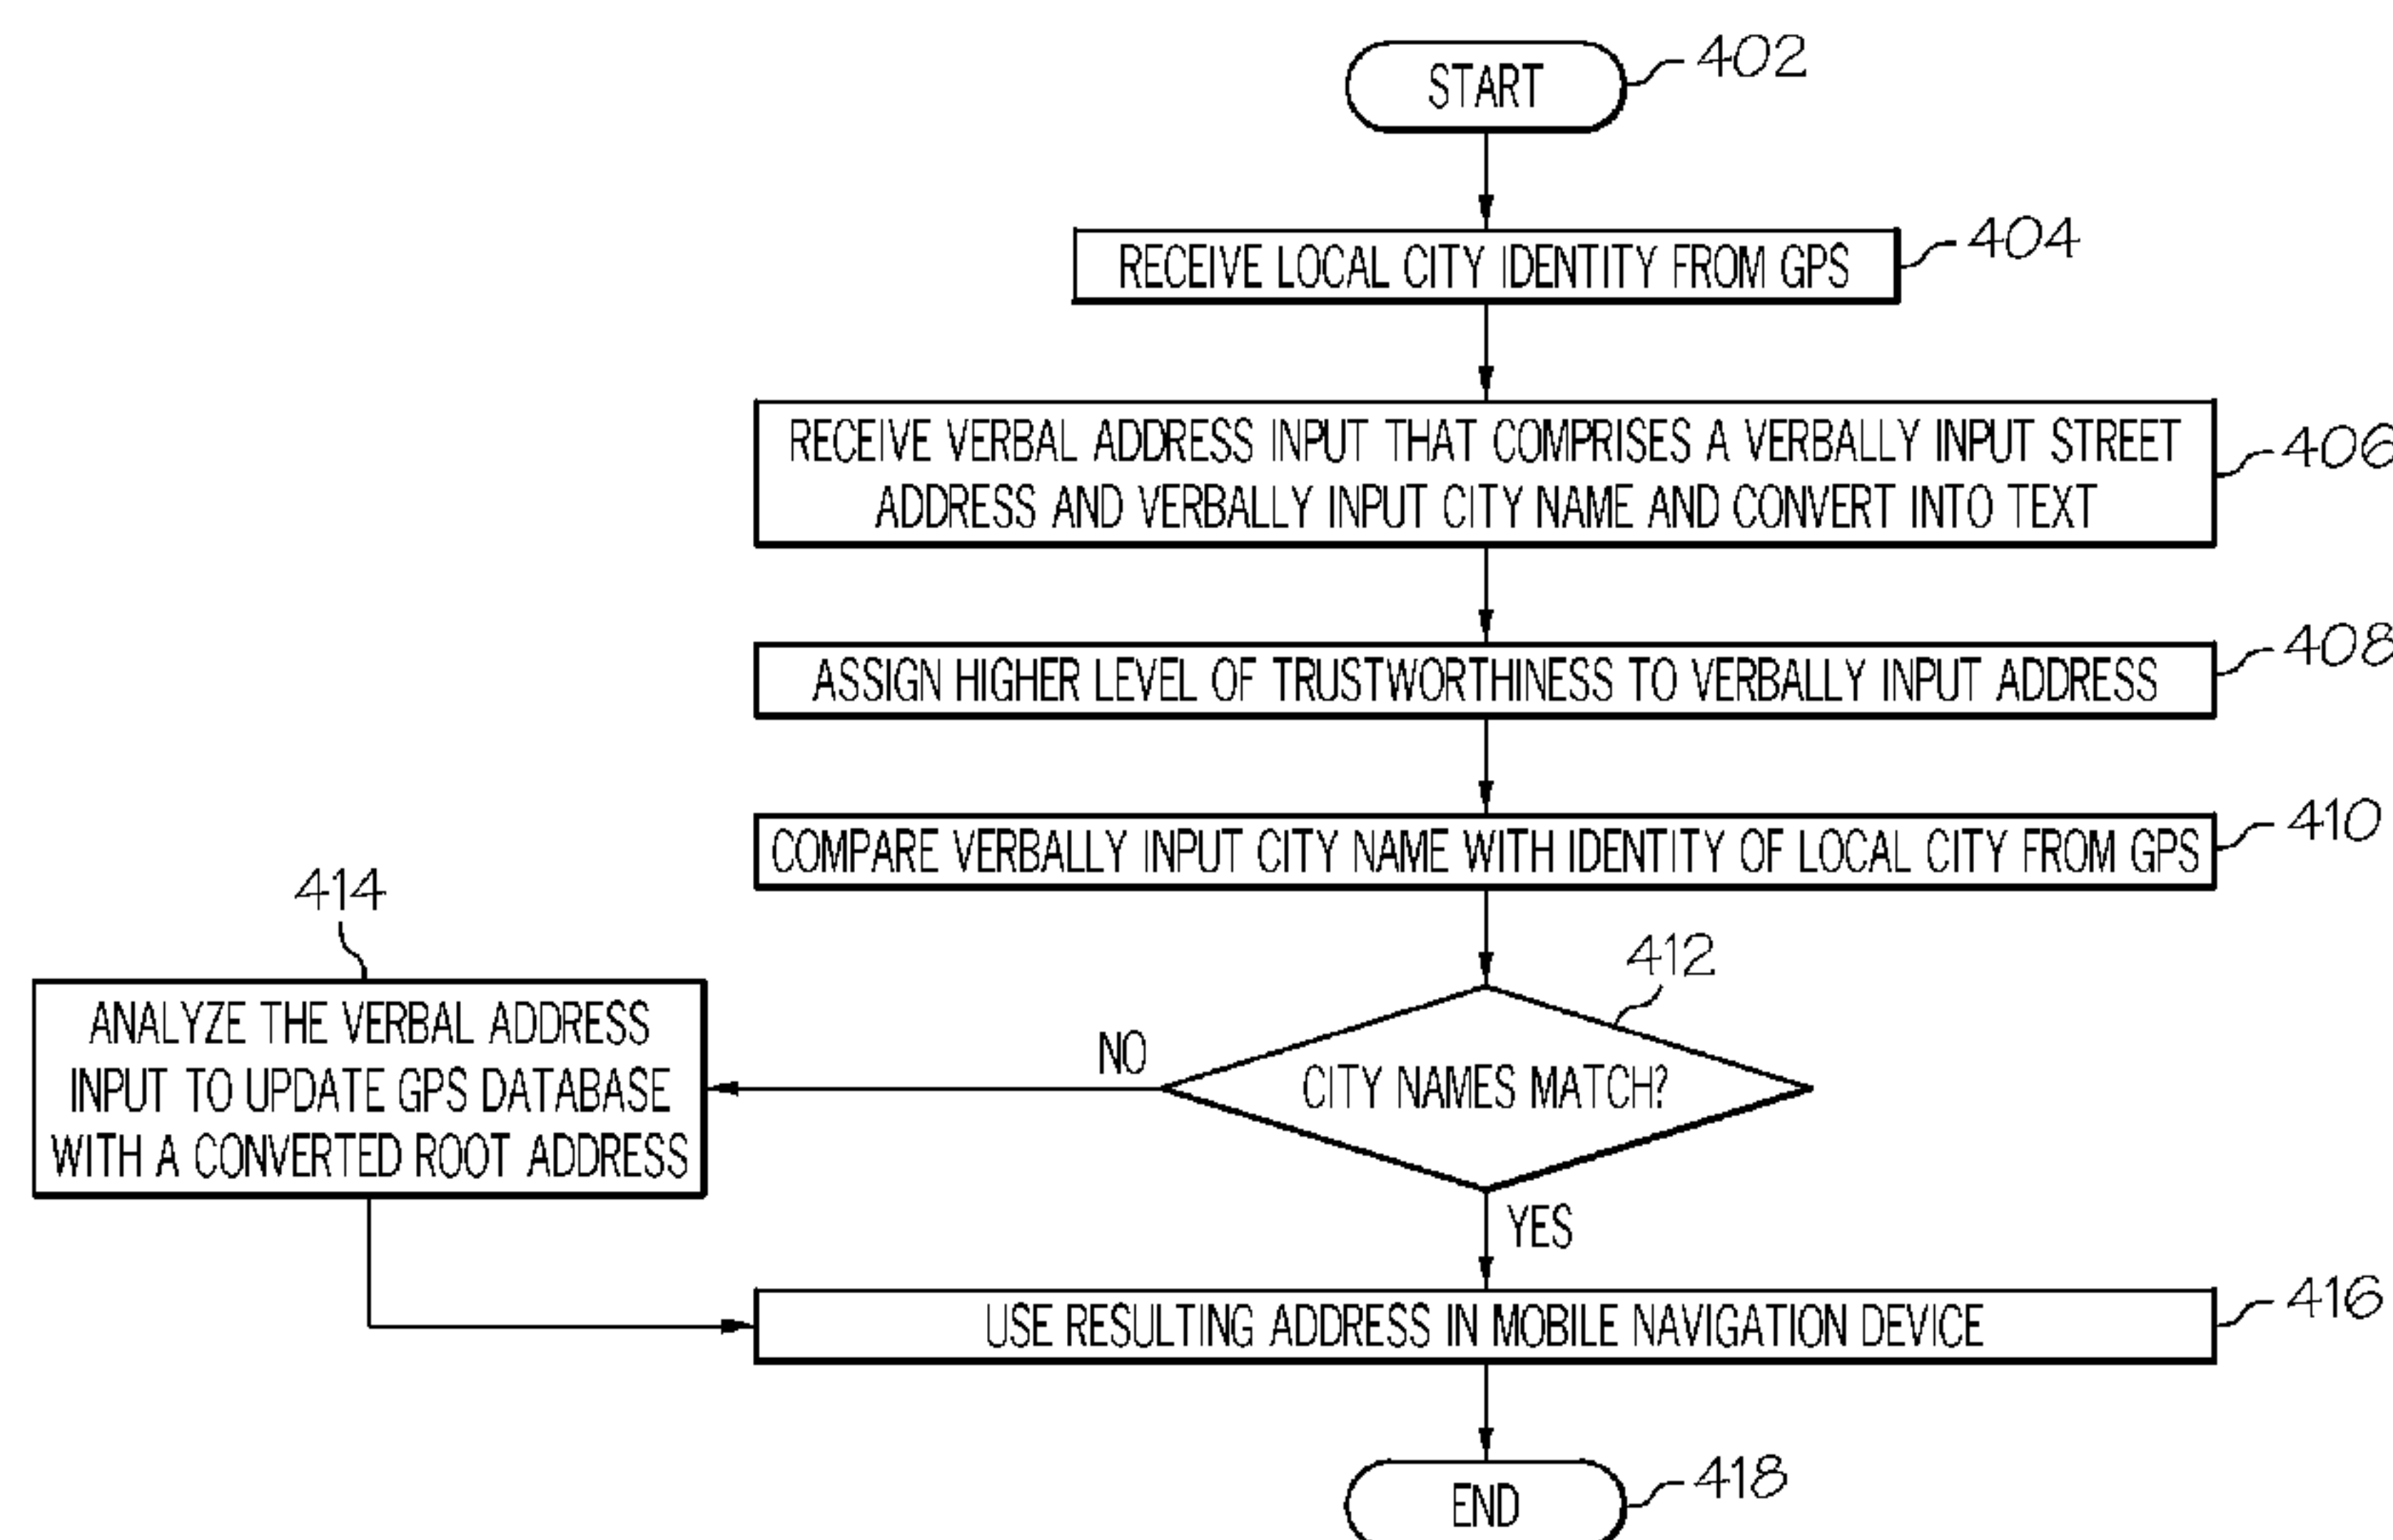 START
402
RECEIVE LOCAL CITY IDENTITY FROM GPS
404
RECEIVE VERBAL ADDRESS INPUT THAT COMPRISES A VERBALLY INPUT STREET
ADDRESS AND VERBALLY INPUT CITY NAME AND CONVERT INTO TEXT
406
ASSIGN HIGHER LEVEL OF TRUSTWORTHINESS TO VERBALLY INPUT ADDRESS
408
COMPARE VERBALLY INPUT CITY NAME WITH IDENTITY OF LOCAL CITY FROM GPS
410
412
CITY NAMES MATCH?
NO
414
ANALYZE THE VERBAL ADDRESS
INPUT TO UPDATE GPS DATABASE
WITH A CONVERTED ROOT ADDRESS
YES
USE RESULTING ADDRESS IN MOBILE NAVIGATION DEVICE
416
END
418